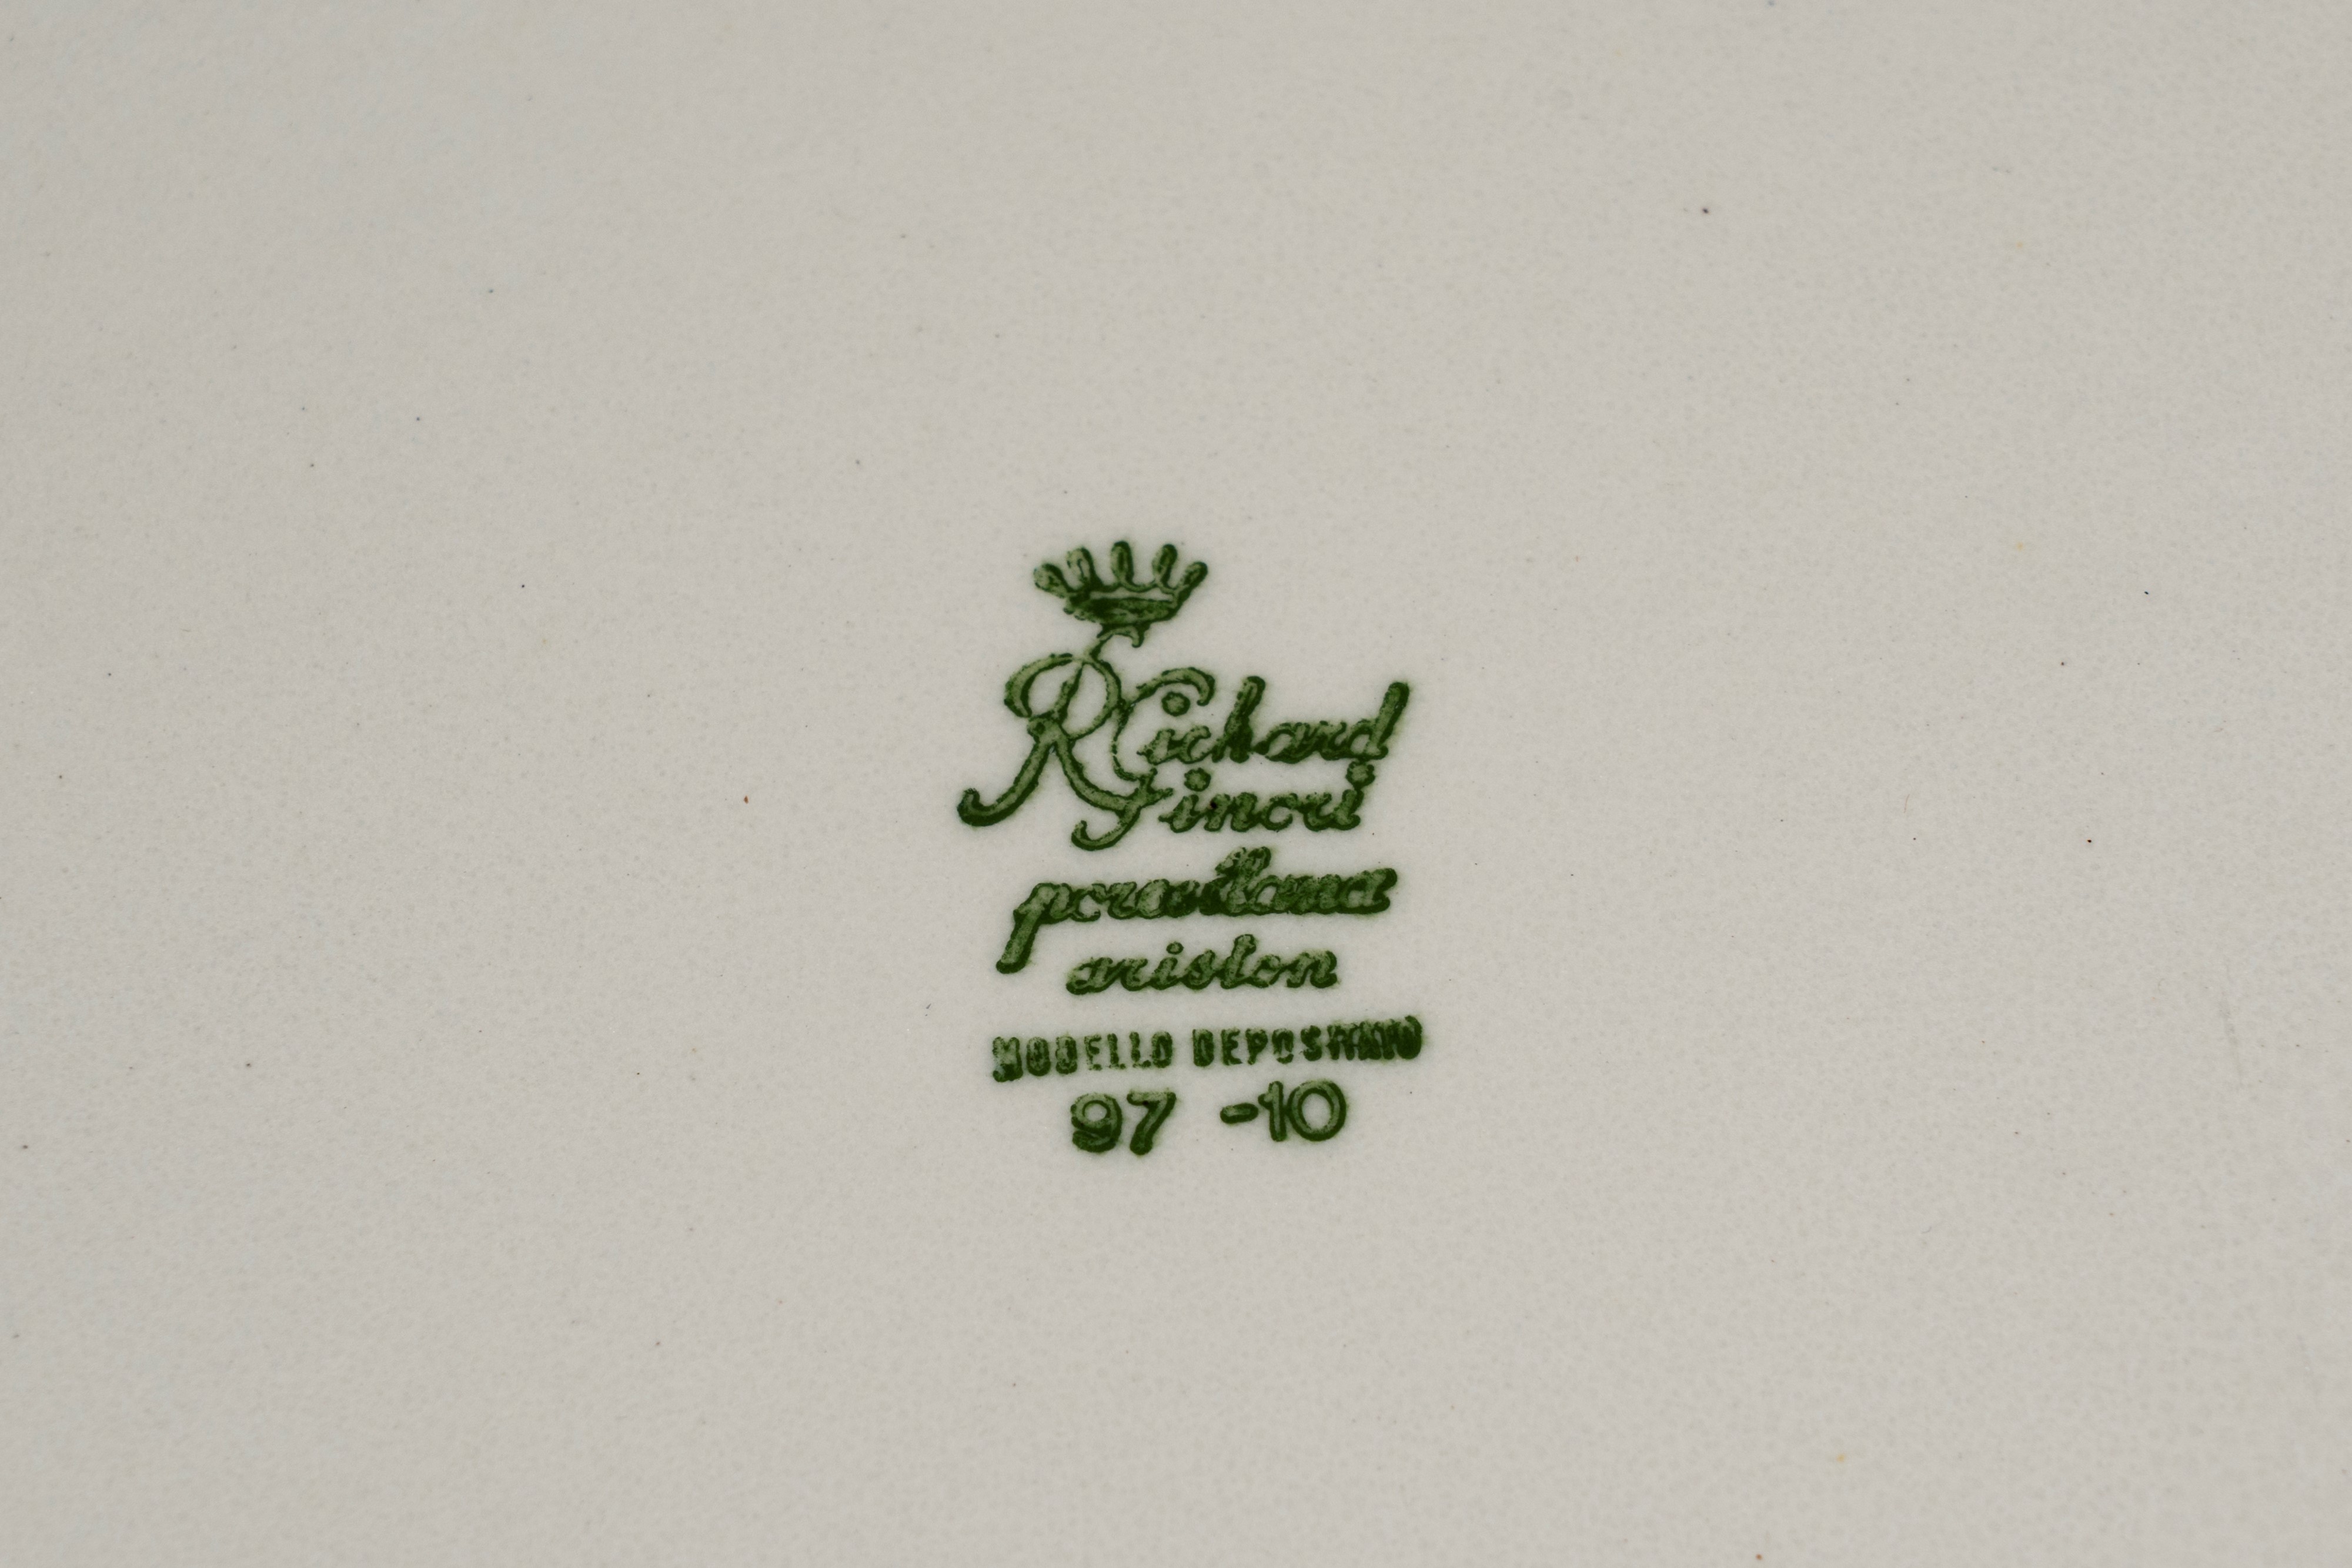 Richard
Ginori
porcellana
ariston
MODELLO DEPOSITATO
97 -10